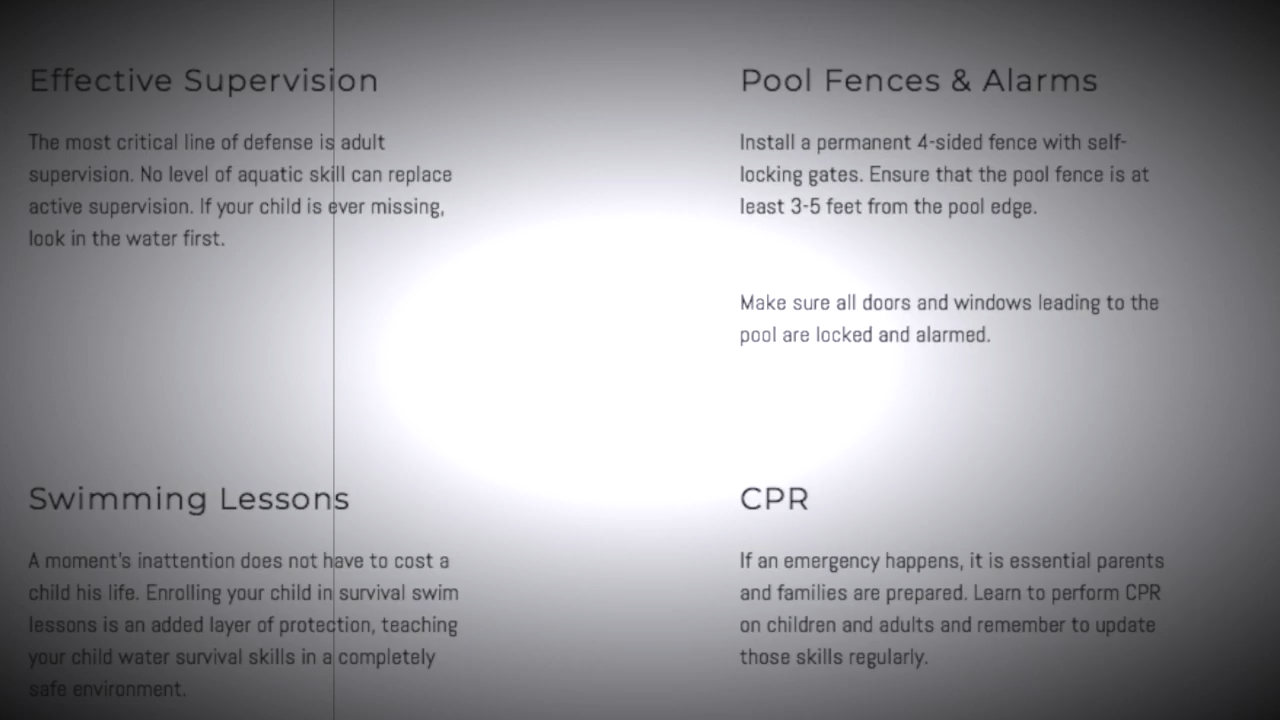 Effective Supervision
The most critical line of defense is adult
supervision. No level of aquatic skill can replace
active supervision. If your child is ever missing,
look in the water first.
Pool Fences & Alarms
Install a permanent 4-sided fence with self-
locking gates. Ensure that the pool fence is at
least 3-5 feet from the pool edge.
Make sure all doors and windows leading to the
pool are locked and alarmed.
Swimming Lessons
A moment's inattention does not have to cost a
child his life. Enrolling your child in survival swim
lessons is an added layer of protection, teaching
your child water survival skills in a completely
safe environment.
CPR
If an emergency happens, it is essential parents
and families are prepared. Learn to perform CPR
on children and adults and remember to update
those skills regularly.